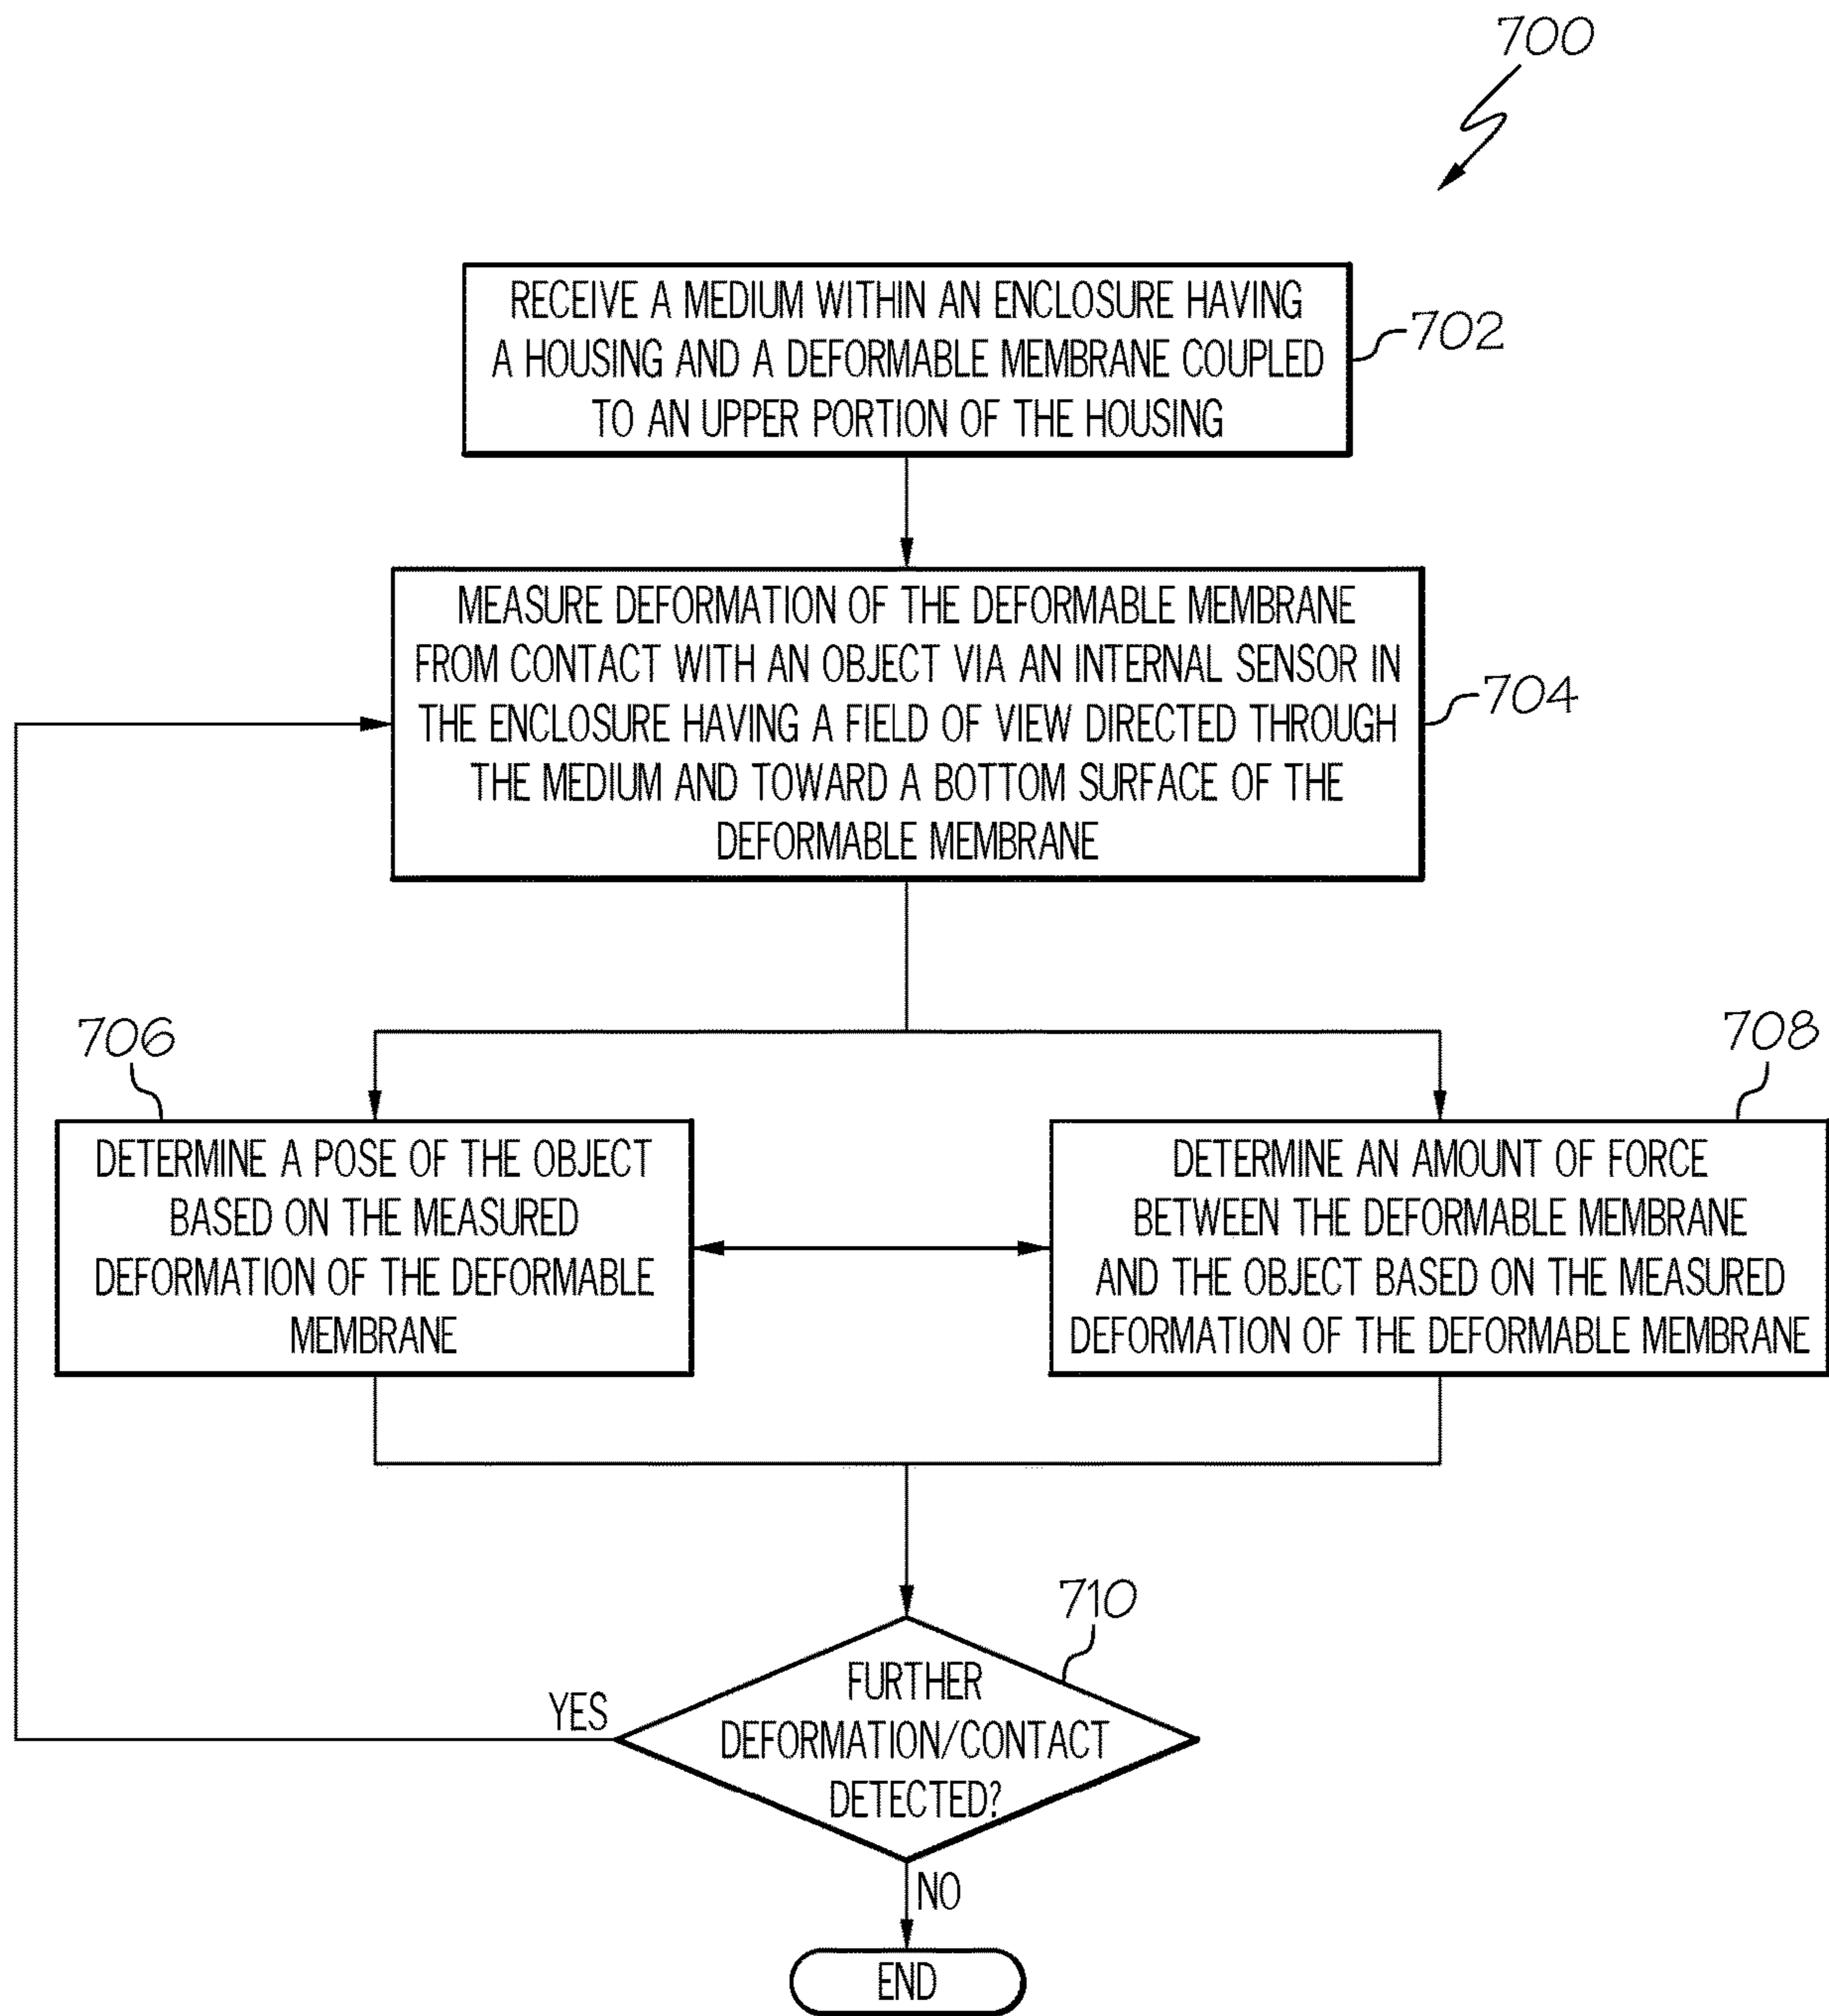 700
RECEIVE A MEDIUM WITHIN AN ENCLOSURE HAVING
A HOUSING AND A DEFORMABLE MEMBRANE COUPLED
TO AN UPPER PORTION OF THE HOUSING
702
MEASURE DEFORMATION OF THE DEFORMABLE MEMBRANE
FROM CONTACT WITH AN OBJECT VIA AN INTERNAL SENSOR IN
THE ENCLOSURE HAVING A FIELD OF VIEW DIRECTED THROUGH
THE MEDIUM AND TOWARD A BOTTOM SURFACE OF THE
DEFORMABLE MEMBRANE
704
706
DETERMINE A POSE OF THE OBJECT
BASED ON THE MEASURED
DEFORMATION OF THE DEFORMABLE
MEMBRANE
708
DETERMINE AN AMOUNT OF FORCE
BETWEEN THE DEFORMABLE MEMBRANE
AND THE OBJECT BASED ON THE MEASURED
DEFORMATION OF THE DEFORMABLE MEMBRANE
710
FURTHER
DEFORMATION/CONTACT
DETECTED?
YES
NO
END